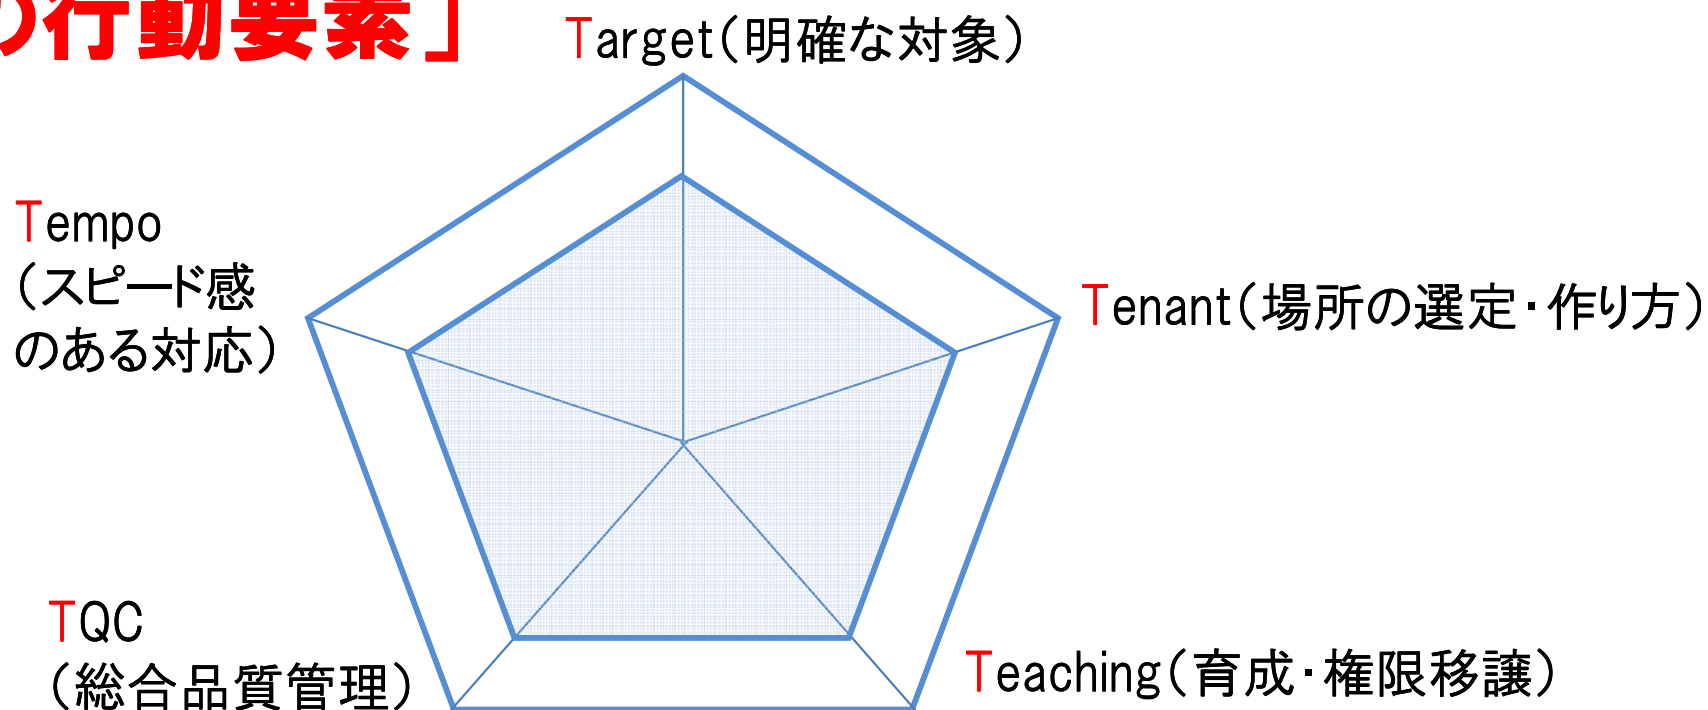 の行動要素」
Target(明確な対象)
Tempo
(スピード感
のある対応)
Tenant(場所の選定・作り方)
TQC
(総合品質管理)
Teaching(育成・権限移譲)